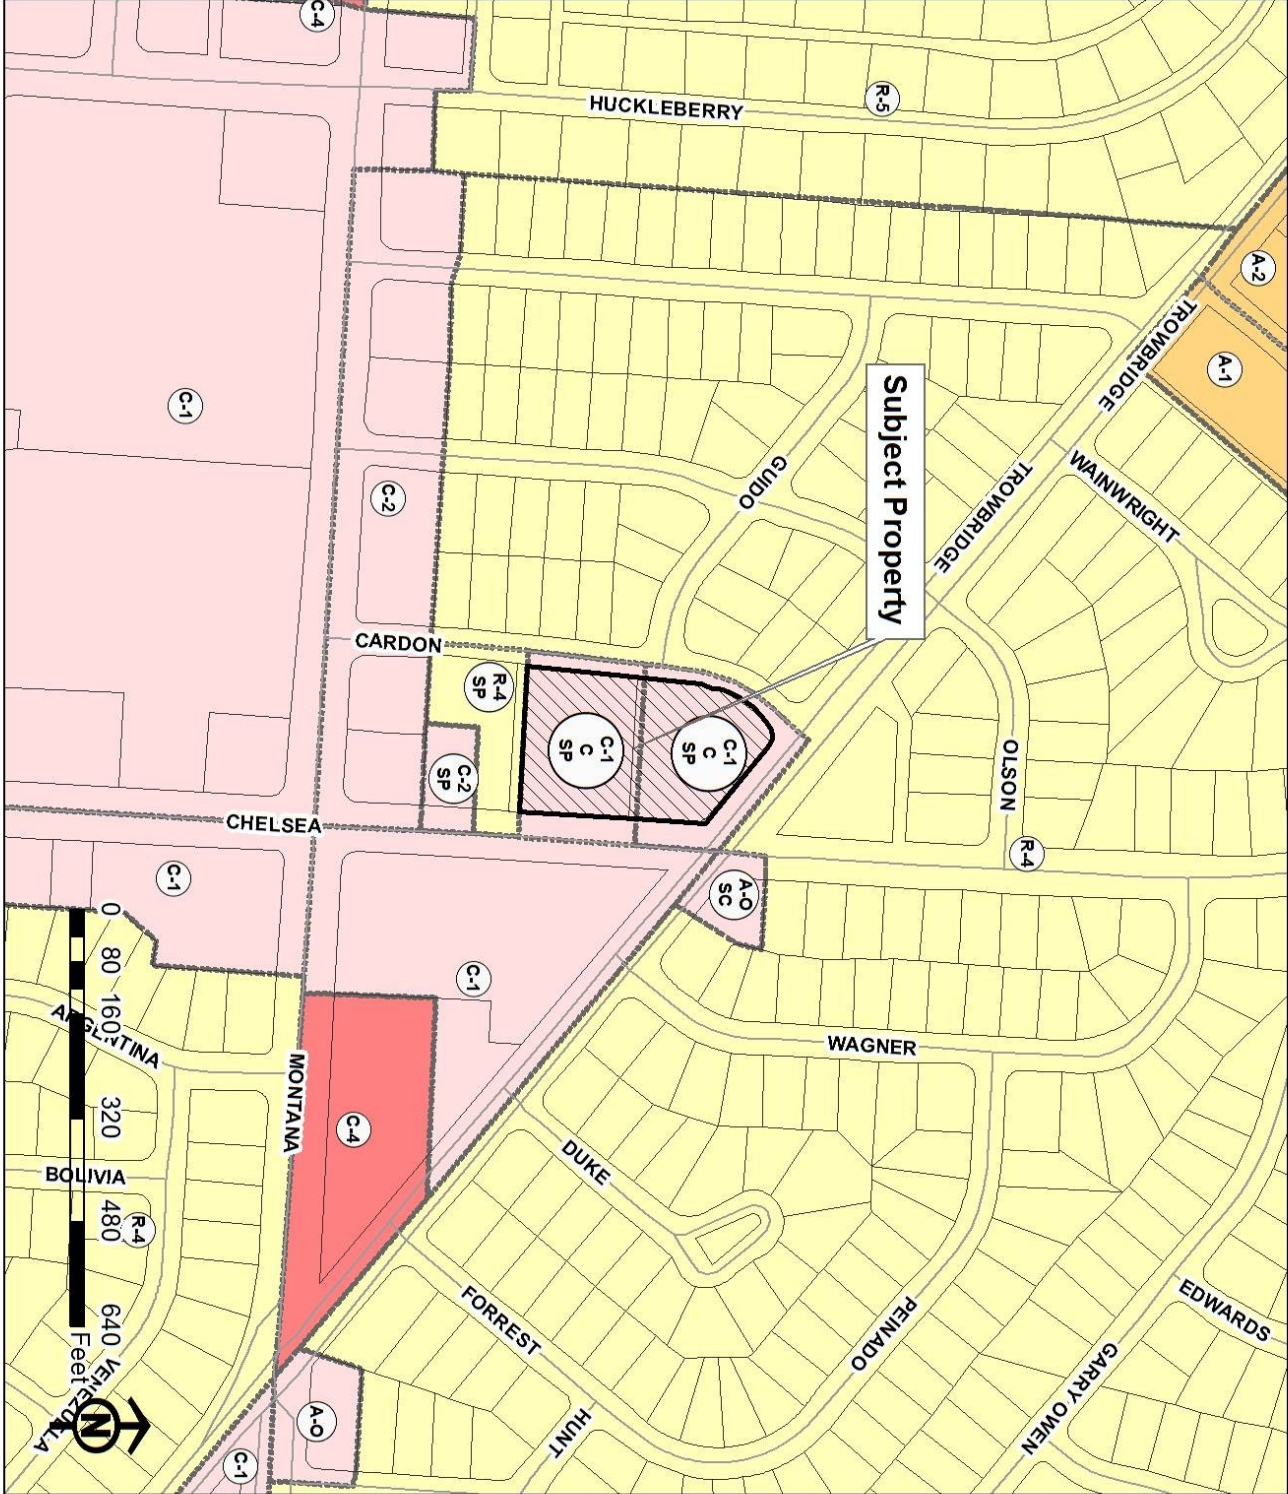 C-4
HUCKLEBERRY
R-5
A-2
A-1
TROWBRIDGE
WAINWRIGHT
C-1
C-2
GUIDO
Subject Property
TROWBRIDGE
CARDON
R-4
SP
C-1
C
SP
C-1
C
SP
C-2
SP
OLSON
R-4
CHELSEA
A-O
SC
C-1
C-1
WAGNER
ARGENTINA
MONTANA
C-4
DUKE
BOLIVIA
R-4
FORREST
PEINADO
EDWARDS
GARRY OWEN
HUNT
VENEZUELA
A-O
C-1
0 80 160 320 480 640
Feet
N